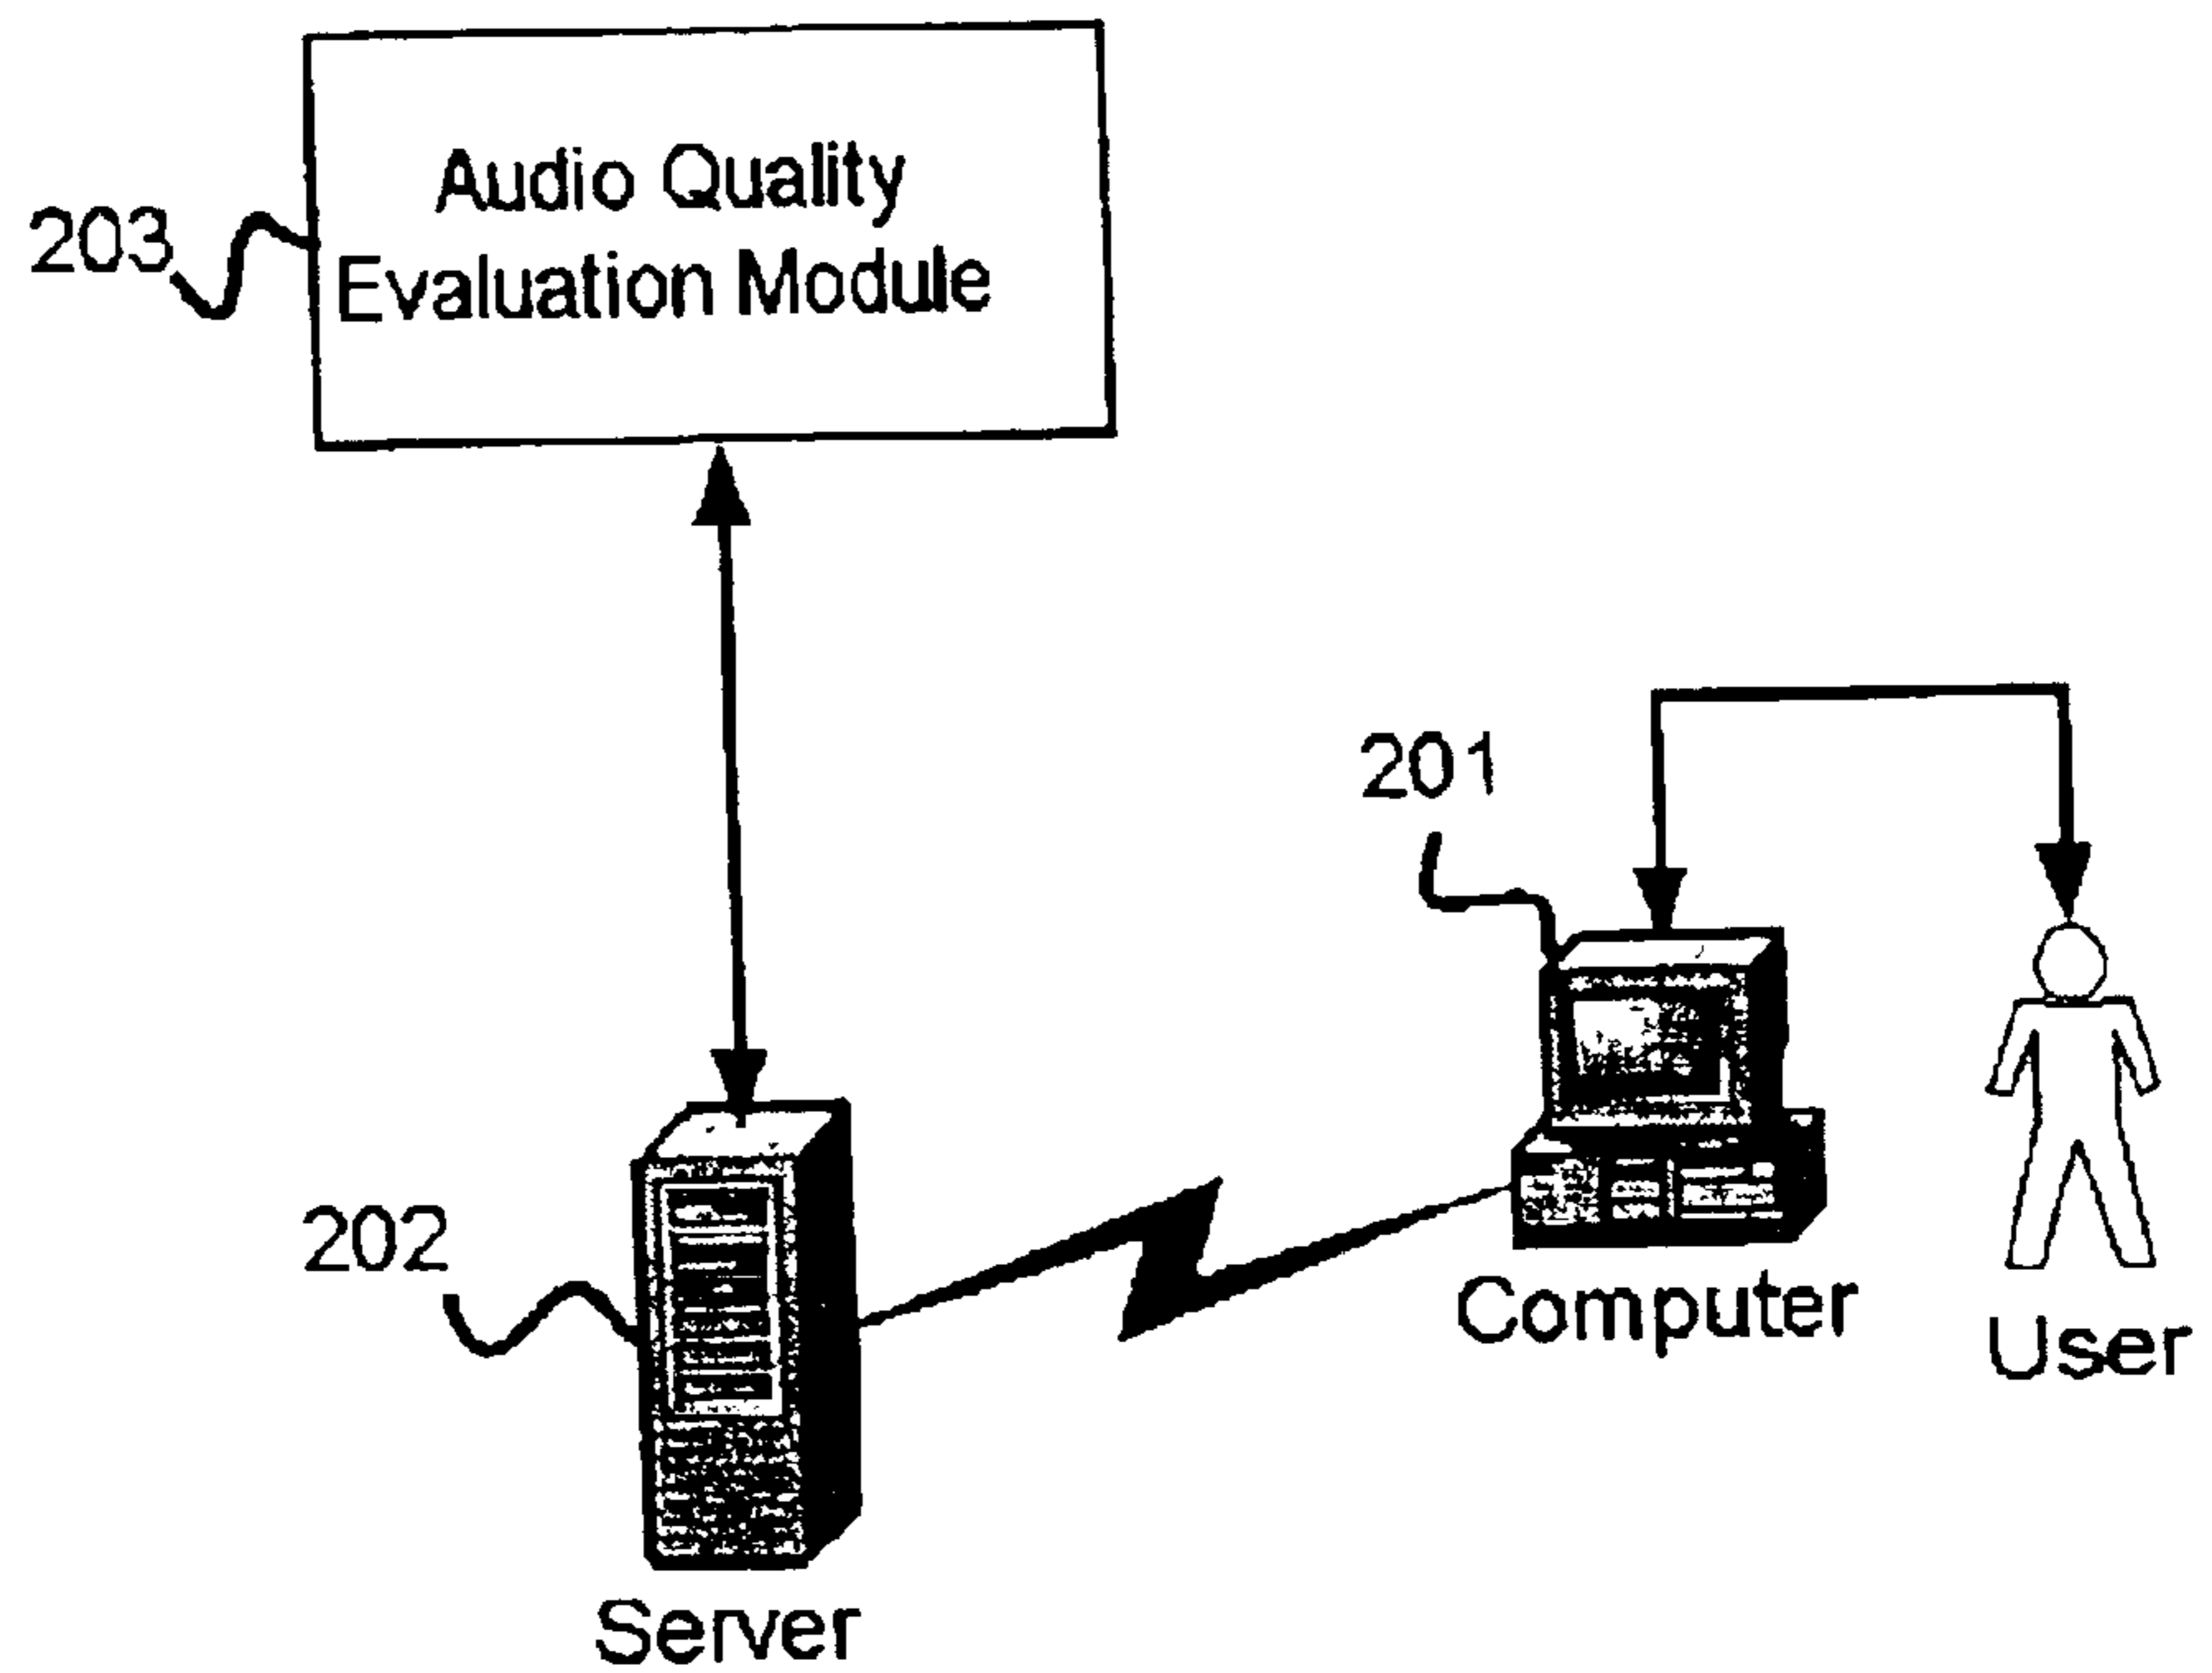 Audio Quality
Evaluation Module
203
201
202
Computer
User
Server